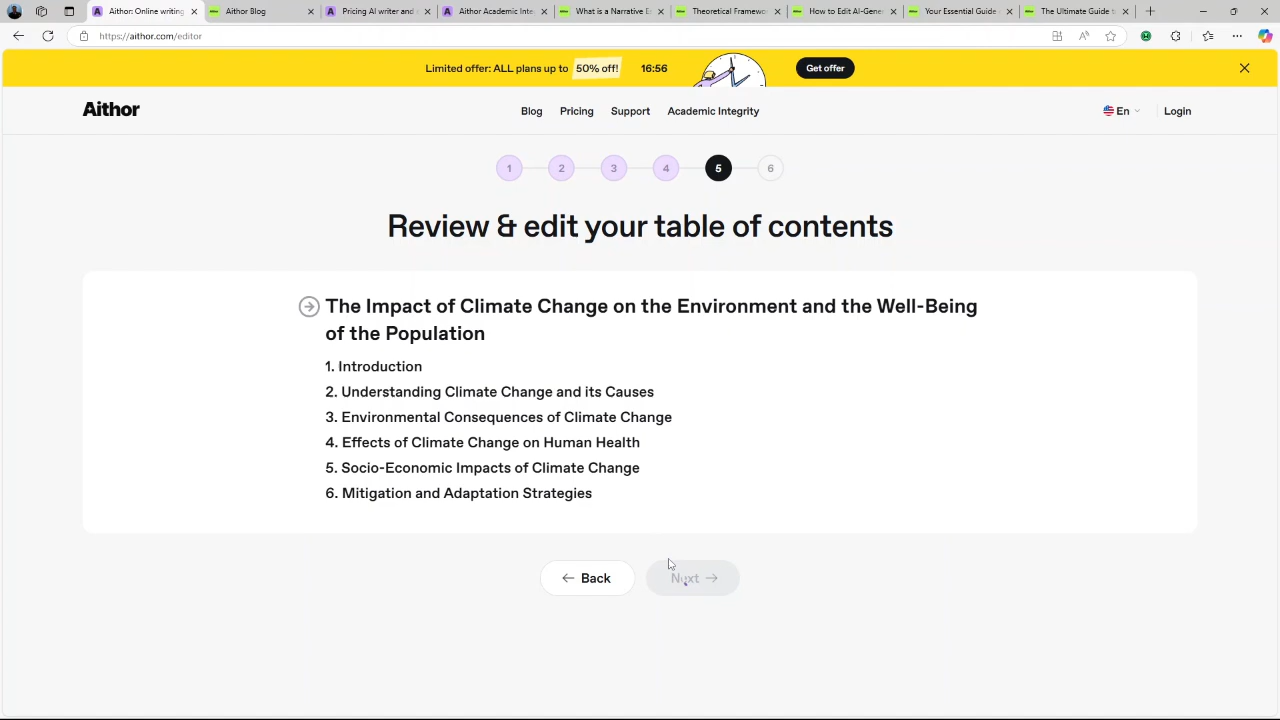 Aithor: Online writing
Aithor Blog
Pricing AI writer and
Aithor Academic Inte
What is a Narrative E
Theoretical Framew
How to Edit AI-Gene
Your Essential Guide
The Ultimate Guide
https://aithor.com/editor
Limited offer: ALL plans up to 50% off! 16:56 Get offer
Aithor
Blog Pricing Support Academic Integrity
En Login
1 2 3 4 5 6
Review & edit your table of contents
The Impact of Climate Change on the Environment and the Well-Being
of the Population
1. Introduction
2. Understanding Climate Change and its Causes
3. Environmental Consequences of Climate Change
4. Effects of Climate Change on Human Health
5. Socio-Economic Impacts of Climate Change
6. Mitigation and Adaptation Strategies
Back Next